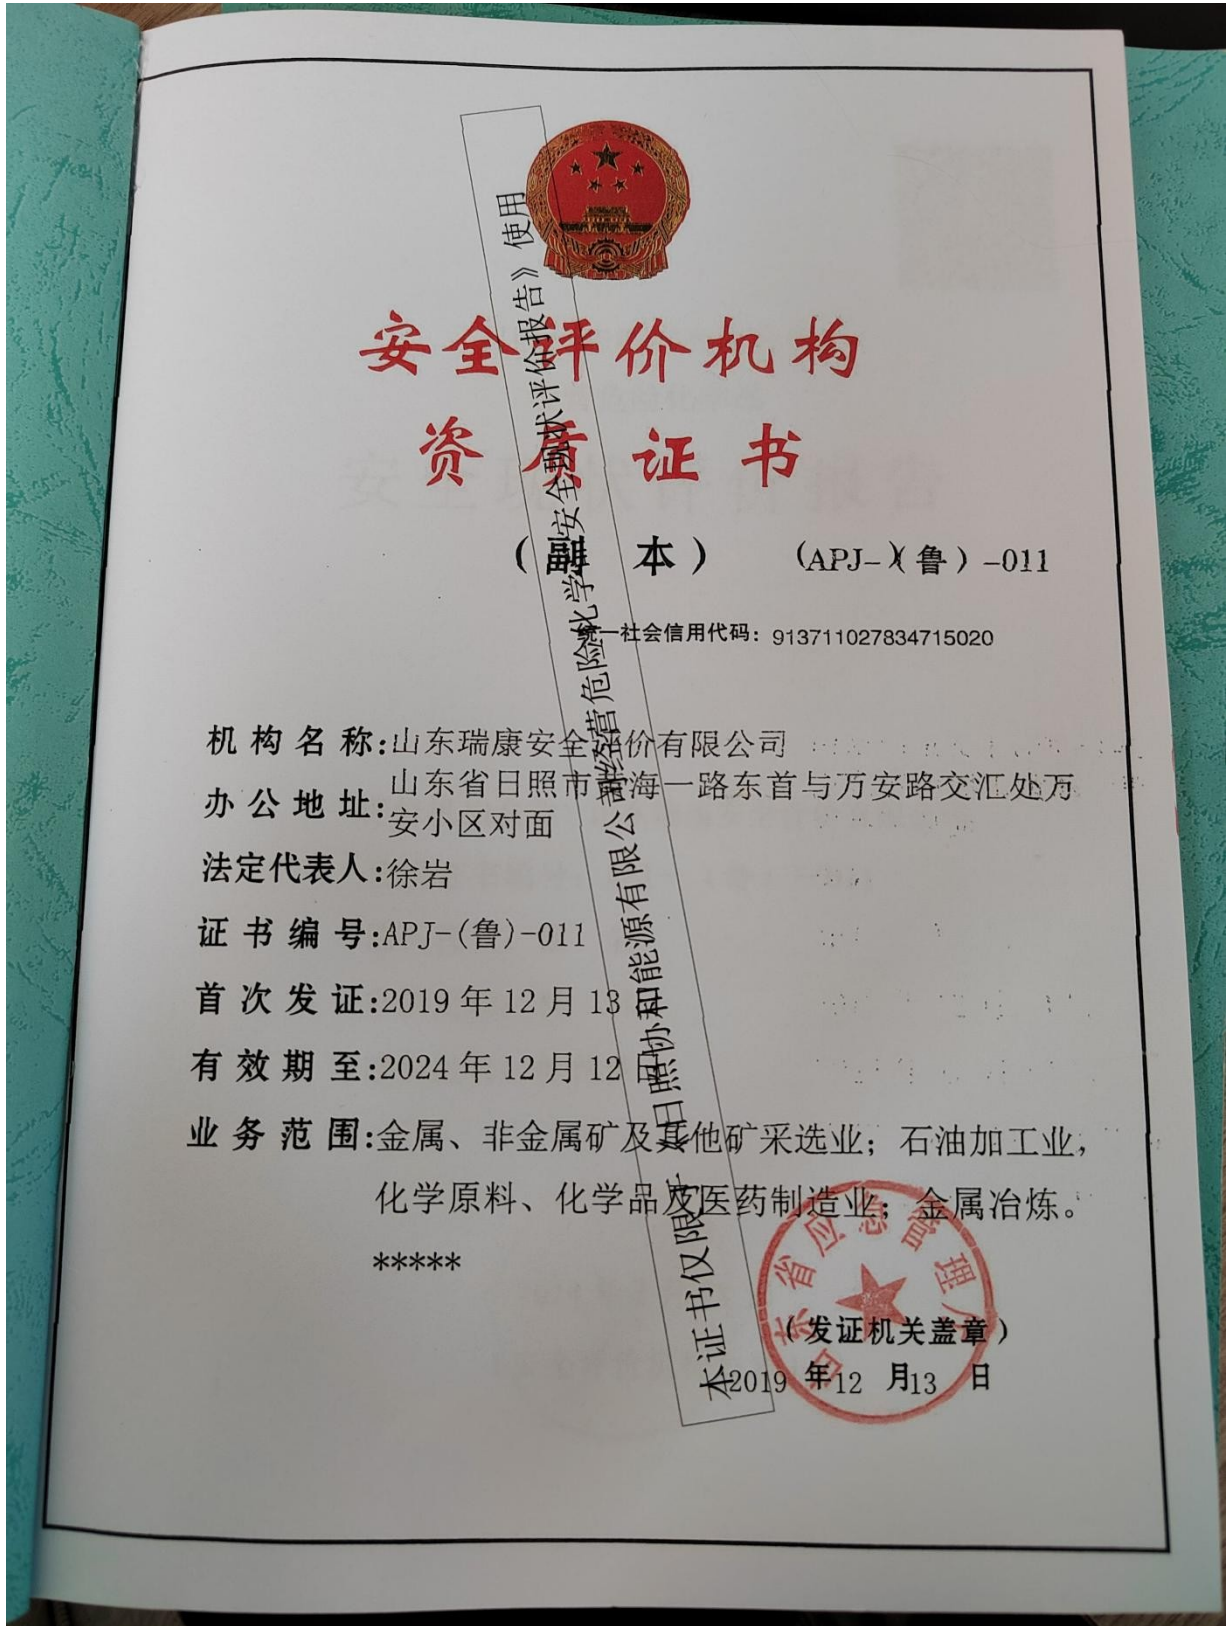 安全评价机构
资质证书
（副 本） （APJ-）（鲁）-011
统一社会信用代码：913711027834715020
机构名称：山东瑞康安全评价有限公司
办公地址：山东省日照市北海一路东首与万安路交汇处万
安小区对面
法定代表人：徐岩
证书编号：APJ-(鲁)-011
首次发证：2019年12月13日
有效期至：2024年12月12日
业务范围：金属、非金属矿及其他矿采选业；石油加工业，
化学原料、化学品及医药制造业；金属冶炼。
*****
山东省应急管理厅
（发证机关盖章）
2019 年12 月13 日
本证书仅限于《日照协和能源有限公司经营危险化学品安全现状评价报告》使用